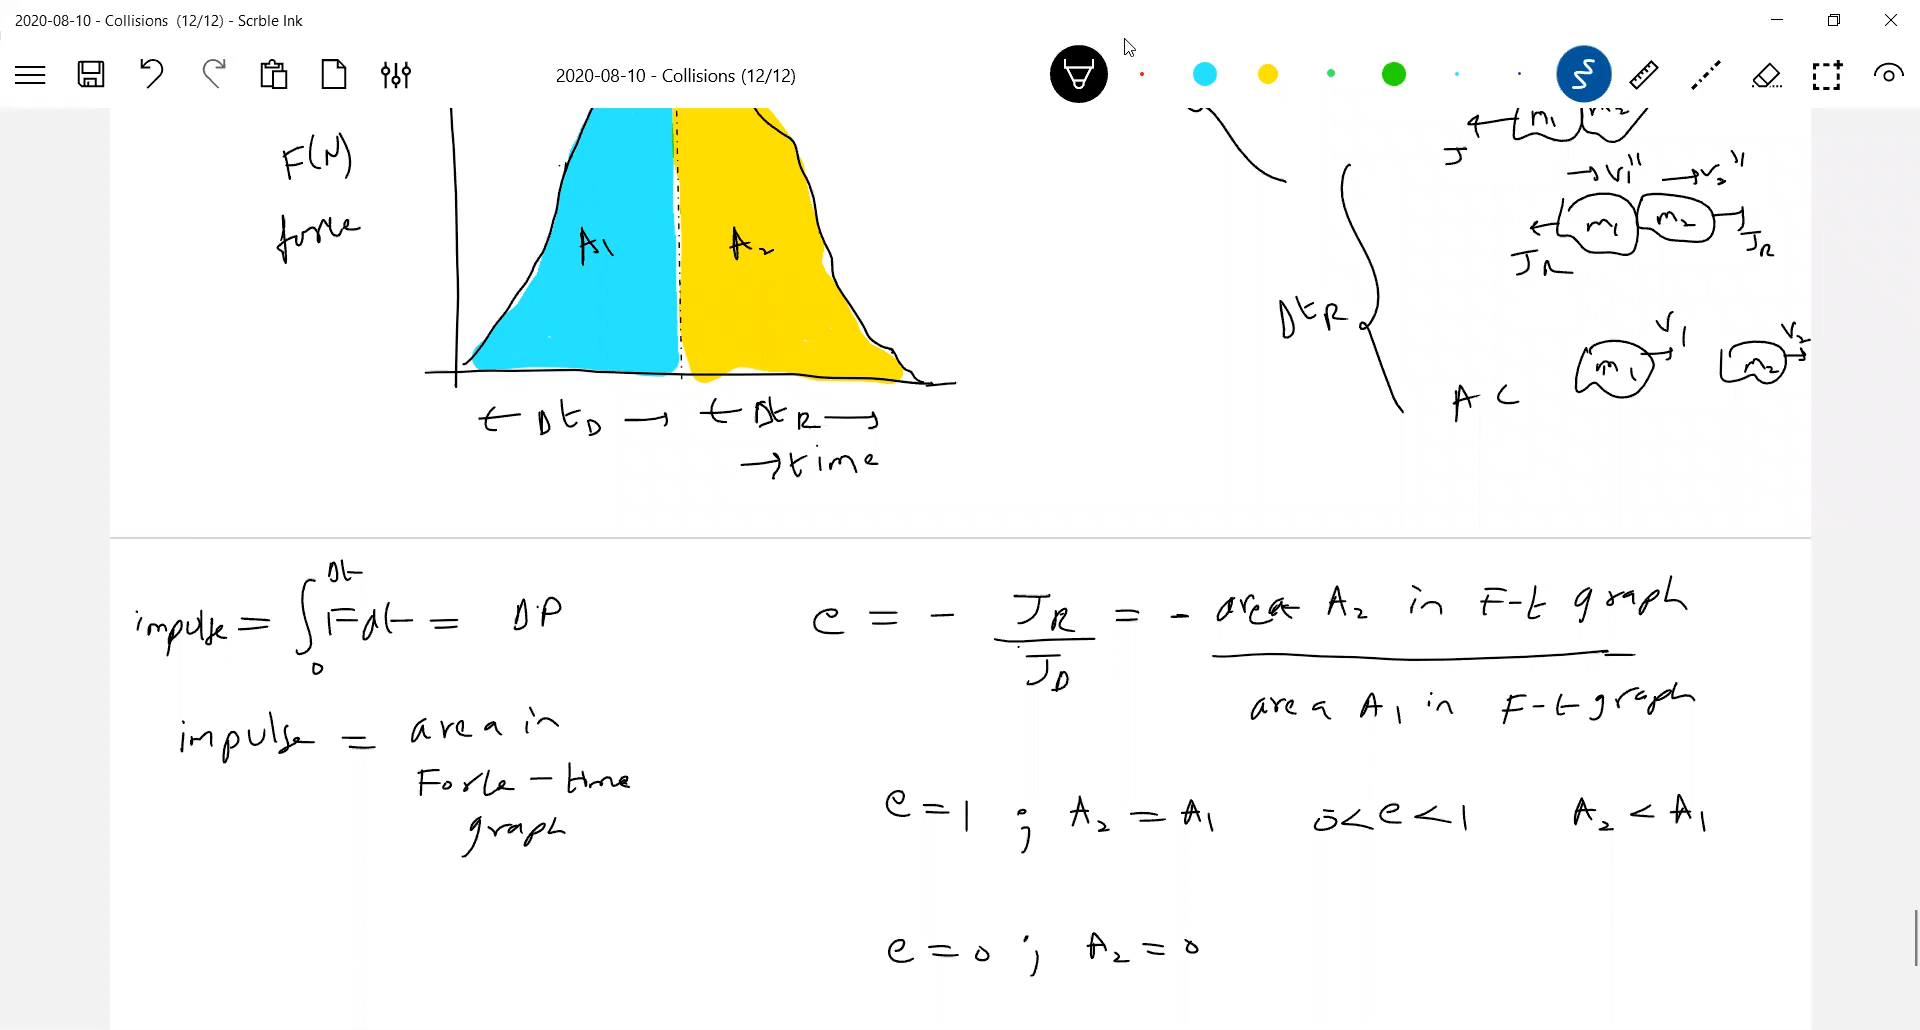 2020-08-10 - Collisions (12/12) - Scrble Ink
2020-08-10 - Collisions (12/12)
F(N)
force
A₁
A₂
← Δt_D → ← Δt_R →
→ time
m₁ m₂
J
→ v₁'' → v₂''
m₁ m₂
J_R J_R
Δt_R
v₁ v₂
m₁ m₂
AC
impulse = ∫₀^Δt F dt = ΔP
impulse = area in
Force - time
graph
e = - J_R / J_D = - area A₂ in F-t graph
area A₁ in F-t graph
e = 1 ; A₂ = A₁ 0 < e < 1 A₂ < A₁
e = 0 ; A₂ = 0